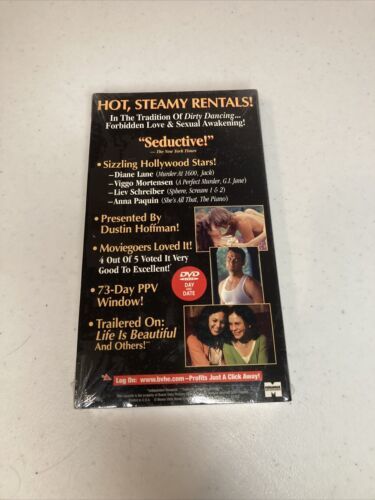 HOT, STEAMY RENTALS!
In The Tradition Of Dirty Dancing...
Forbidden Love & Sexual Awakening!
"Seductive!"
— The New York Times
• Sizzling Hollywood Stars!
—Diane Lane (Murder At 1600, Jack)
—Viggo Mortensen (A Perfect Murder, G.I. Jane)
—Liev Schreiber (Sphere, Scream 1 & 2)
—Anna Paquin (She's All That, The Piano)
• Presented By
Dustin Hoffman!
• Moviegoers Loved It!
4 Out Of 5 Voted It Very
Good To Excellent!
DVD
DAY
AND
DATE
• 73-Day PPV
Window!
• Trailered On:
Life Is Beautiful
And Others!
Log On: www.bvhe.com—Profits Just A Click Away!